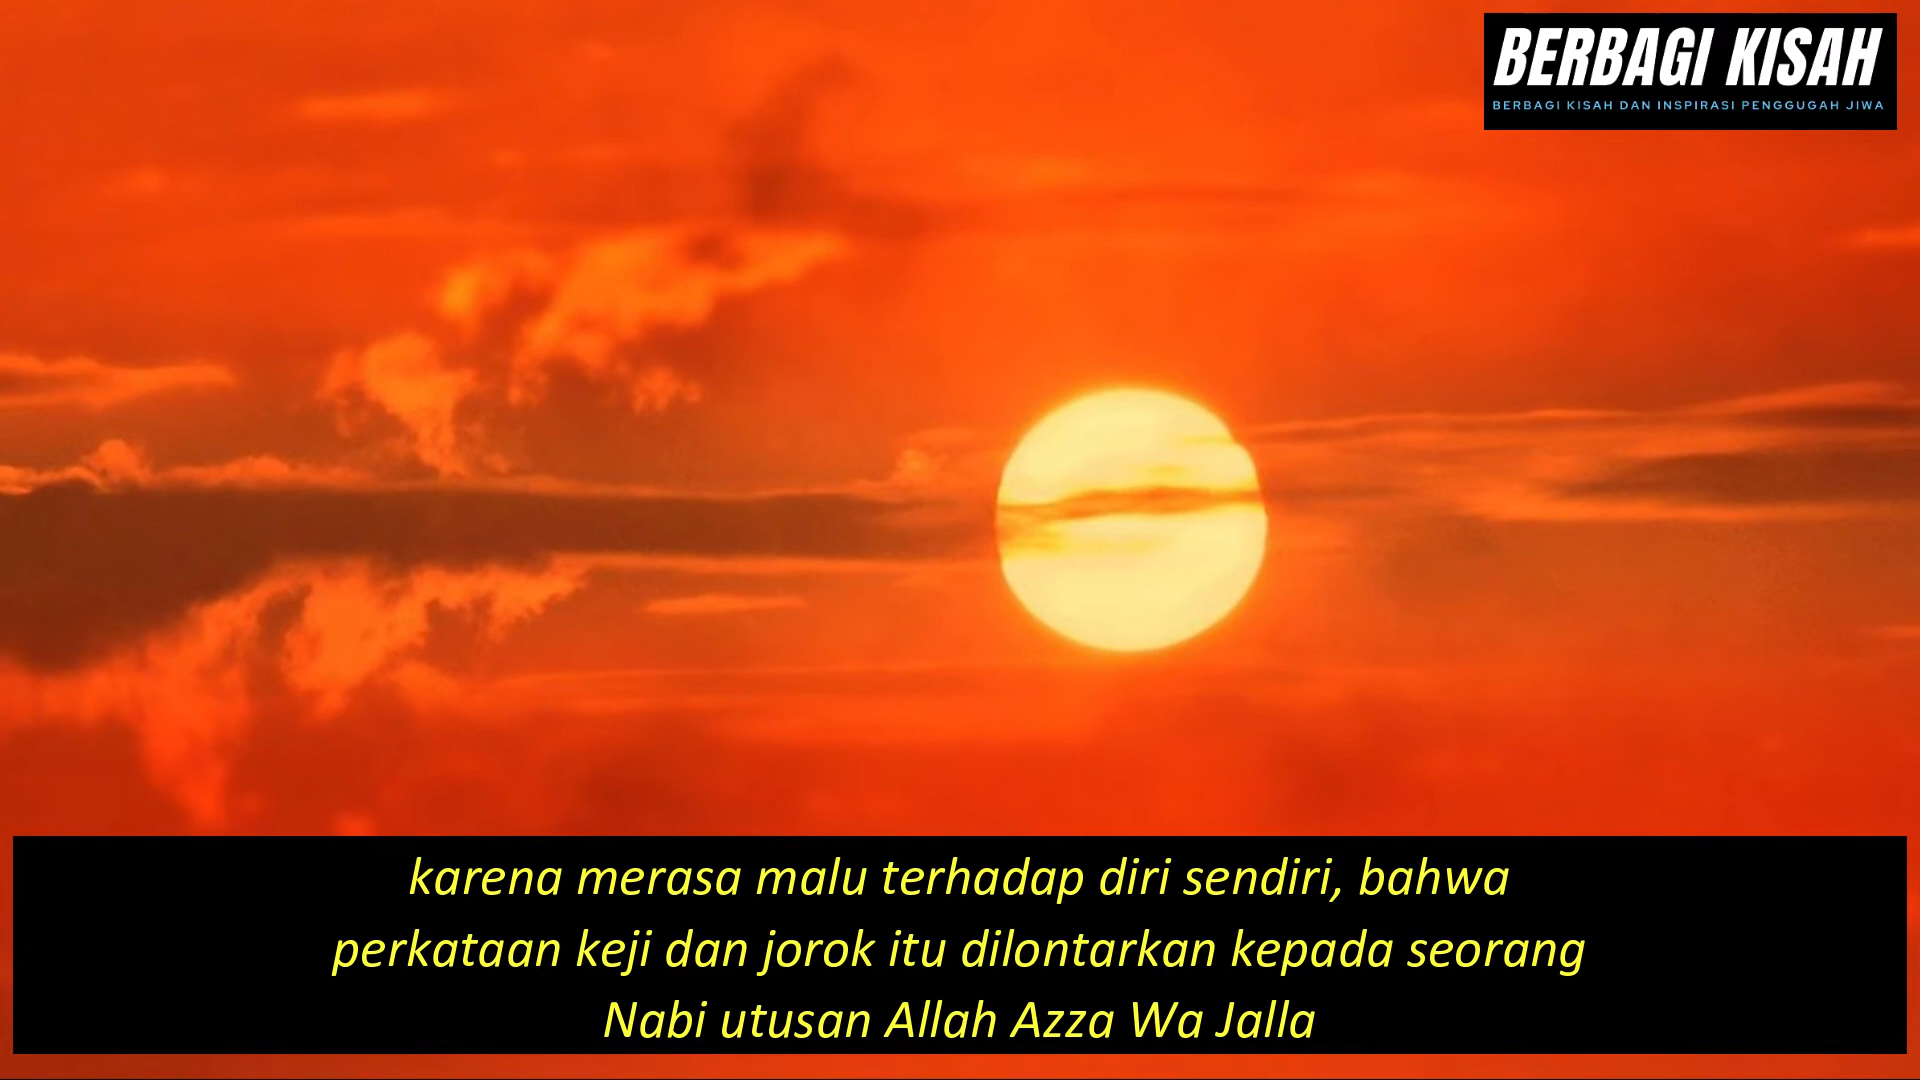 BERBAGI KISAH
BERBAGI KISAH DAN INSPIRASI PENGGUGAH JIWA
karena merasa malu terhadap diri sendiri, bahwa
perkataan keji dan jorok itu dilontarkan kepada seorang
Nabi utusan Allah Azza Wa Jalla